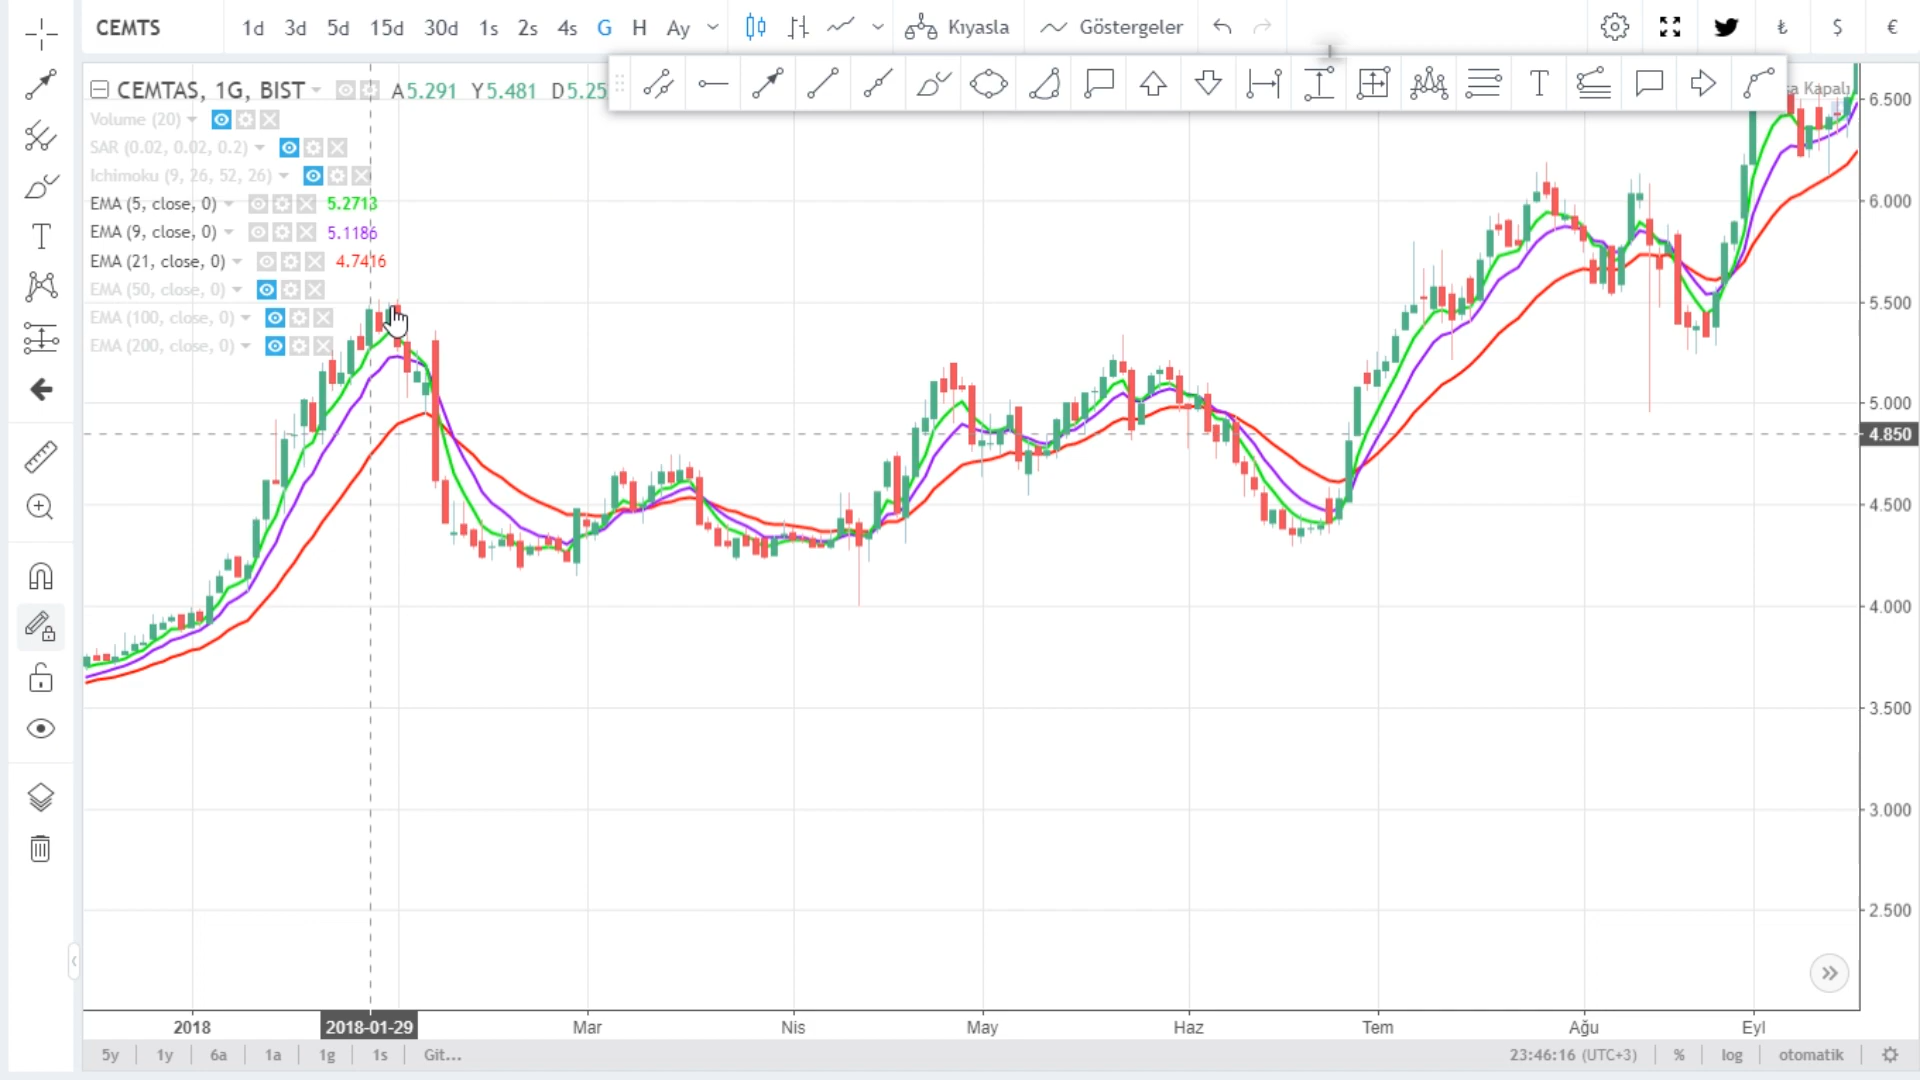 CEMTS 1d 3d 5d 15d 30d 1s 2s 4s G H Ay Kıyasla Göstergeler ₺ $ €
CEMTAS, 1G, BIST A5.291 Y5.481 D5.25
a Kapalı
Volume (20)
SAR (0.02, 0.02, 0.2)
Ichimoku (9, 26, 52, 26)
EMA (5, close, 0) 5.2713
EMA (9, close, 0) 5.1186
EMA (21, close, 0) 4.7416
EMA (50, close, 0)
EMA (100, close, 0)
EMA (200, close, 0)
6.500
6.000
5.500
5.000
4.850
4.500
4.000
3.500
3.000
2.500
2018 2018-01-29 Mar Nis May Haz Tem Ağu Eyl
5y 1y 6a 1a 1g 1s Git... 23:46:16 (UTC+3) % log otomatik